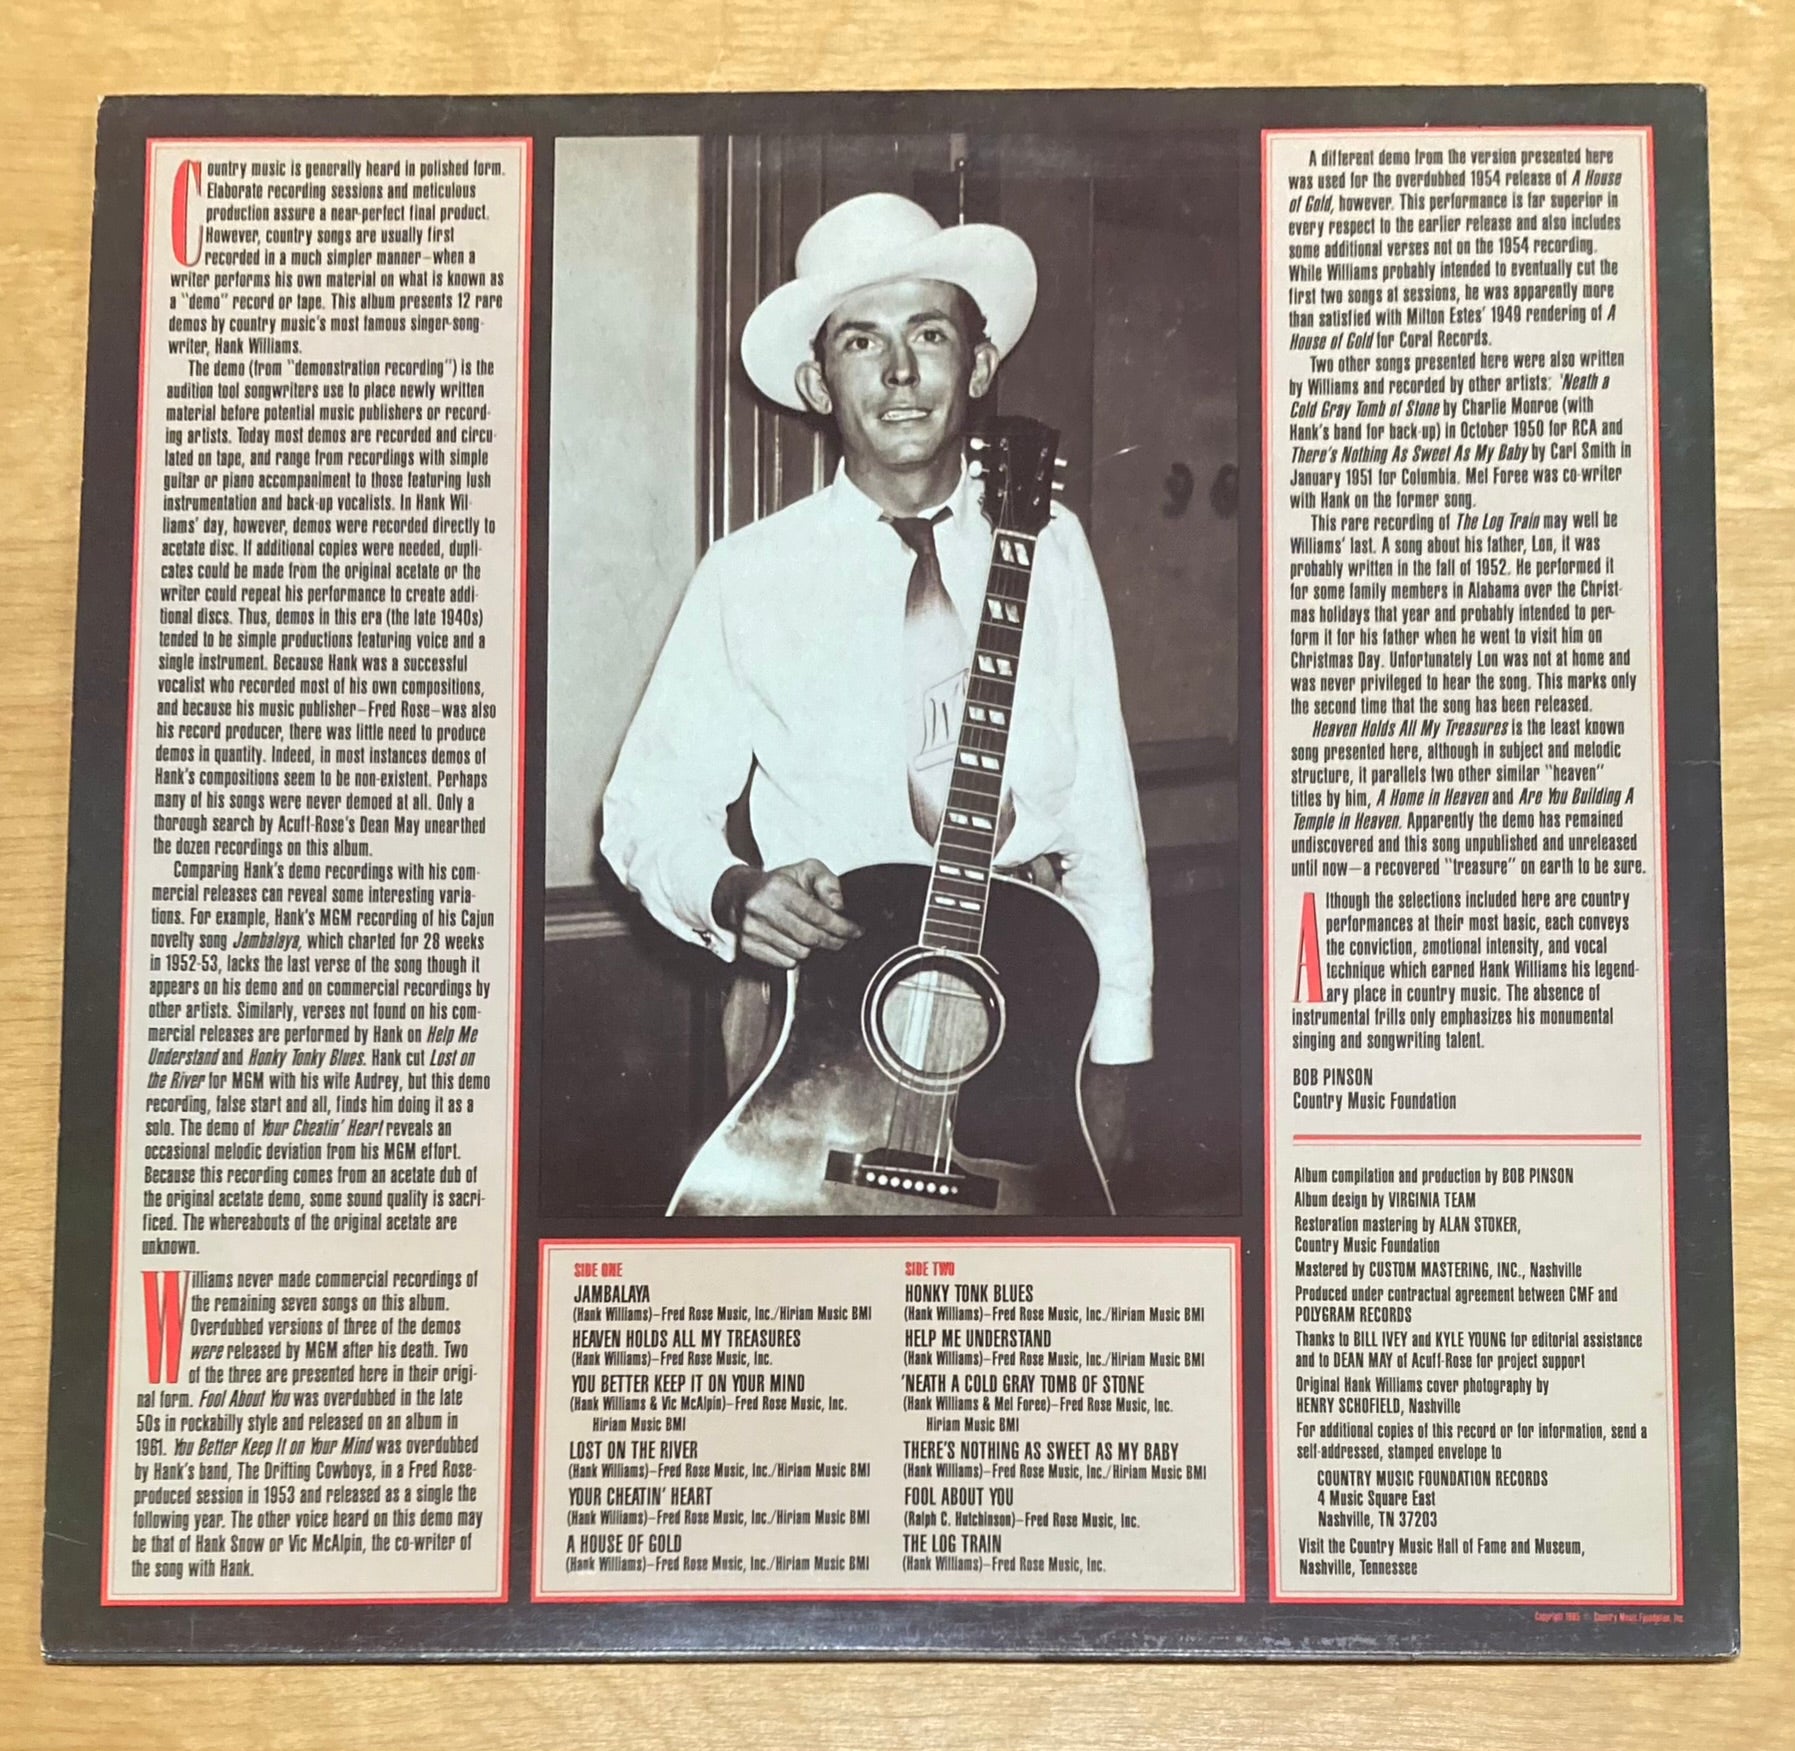 Country music is generally heard in polished form.
Elaborate recording sessions and meticulous
production assure a near-perfect final product.
However, country songs are usually first
recorded in a much simpler manner–when a
writer performs his own material on what is known as
a "demo" record or tape. This album presents 12 rare
demos by country music's most famous singer-song-
writer, Hank Williams.
The demo (from "demonstration recording") is the
audition tool songwriters use to place newly written
material before potential music publishers or record-
ing artists. Today most demos are recorded and circu-
lated on tape, and range from recordings with simple
guitar or piano accompaniment to those featuring lush
instrumentation and back-up vocalists. In Hank Wil-
liams' day, however, demos were recorded directly to
acetate disc. If additional copies were needed, dupli-
cates could be made from the original acetate or the
writer could repeat his performance to create addi-
tional discs. Thus, demos in this era (the late 1940s)
tended to be simple productions featuring voice and a
single instrument. Because Hank was a successful
vocalist who recorded most of his own compositions,
and because his music publisher–Fred Rose–was also
his record producer, there was little need to produce
demos in quantity. Indeed, in most instances demos of
Hank's compositions seem to be non-existent. Perhaps
many of his songs were never demoed at all. Only a
thorough search by Acuff-Rose's Dean May unearthed
the dozen recordings on this album.
Comparing Hank's demo recordings with his com-
mercial releases can reveal some interesting varia-
tions. For example, Hank's MGM recording of his Cajun
novelty song Jambalaya, which charted for 28 weeks
in 1952-53, lacks the last verse of the song though it
appears on his demo and on commercial recordings by
other artists. Similarly, verses not found on his com-
mercial releases are performed by Hank on Help Me
Understand and Honky Tonky Blues. Hank cut Lost on
the River for MGM with his wife Audrey, but this demo
recording, false start and all, finds him doing it as a
solo. The demo of Your Cheatin' Heart reveals an
occasional melodic deviation from his MGM effort.
Because this recording comes from an acetate dub of
the original acetate demo, some sound quality is sacri-
ficed. The whereabouts of the original acetate are
unknown.
Williams never made commercial recordings of
the remaining seven songs on this album.
Overdubbed versions of three of the demos
were released by MGM after his death. Two
of the three are presented here in their origi-
nal form. Fool About You was overdubbed in the late
50s in rockabilly style and released on an album in
1961. You Better Keep It on Your Mind was overdubbed
by Hank's band, The Drifting Cowboys, in a Fred Rose-
produced session in 1953 and released as a single the
following year. The other voice heard on this demo may
be that of Hank Snow or Vic McAlpin, the co-writer of
the song with Hank.
90
SIDE ONE
JAMBALAYA
(Hank Williams)–Fred Rose Music, Inc./Hiriam Music BMI
HEAVEN HOLDS ALL MY TREASURES
(Hank Williams)–Fred Rose Music, Inc.
YOU BETTER KEEP IT ON YOUR MIND
(Hank Williams & Vic McAlpin)–Fred Rose Music, Inc.
Hiriam Music BMI
LOST ON THE RIVER
(Hank Williams)–Fred Rose Music, Inc./Hiriam Music BMI
YOUR CHEATIN' HEART
(Hank Williams)–Fred Rose Music, Inc./Hiriam Music BMI
A HOUSE OF GOLD
(Hank Williams)–Fred Rose Music, Inc./Hiriam Music BMI
SIDE TWO
HONKY TONK BLUES
(Hank Williams)–Fred Rose Music, Inc./Hiriam Music BMI
HELP ME UNDERSTAND
(Hank Williams)–Fred Rose Music, Inc./Hiriam Music BMI
'NEATH A COLD GRAY TOMB OF STONE
(Hank Williams & Mel Foree)–Fred Rose Music, Inc.
Hiriam Music BMI
THERE'S NOTHING AS SWEET AS MY BABY
(Hank Williams)–Fred Rose Music, Inc./Hiriam Music BMI
FOOL ABOUT YOU
(Ralph C. Hutchinson)–Fred Rose Music, Inc.
THE LOG TRAIN
(Hank Williams)–Fred Rose Music, Inc.
A different demo from the version presented here
was used for the overdubbed 1954 release of A House
of Gold, however. This performance is far superior in
every respect to the earlier release and also includes
some additional verses not on the 1954 recording.
While Williams probably intended to eventually cut the
first two songs at sessions, he was apparently more
than satisfied with Milton Estes' 1949 rendering of A
House of Gold for Coral Records.
Two other songs presented here were also written
by Williams and recorded by other artists: 'Neath a
Cold Gray Tomb of Stone by Charlie Monroe (with
Hank's band for back-up) in October 1950 for RCA and
There's Nothing As Sweet As My Baby by Carl Smith in
January 1951 for Columbia. Mel Foree was co-writer
with Hank on the former song.
This rare recording of The Log Train may well be
Williams' last. A song about his father, Lon, it was
probably written in the fall of 1952. He performed it
for some family members in Alabama over the Christ-
mas holidays that year and probably intended to per-
form it for his father when he went to visit him on
Christmas Day. Unfortunately Lon was not at home and
was never privileged to hear the song. This marks only
the second time that the song has been released.
Heaven Holds All My Treasures is the least known
song presented here, although in subject and melodic
structure, it parallels two other similar "heaven"
titles by him, A Home in Heaven and Are You Building A
Temple in Heaven. Apparently the demo has remained
undiscovered and this song unpublished and unreleased
until now—a recovered "treasure" on earth to be sure.
Although the selections included here are country
performances at their most basic, each conveys
the conviction, emotional intensity, and vocal
technique which earned Hank Williams his legend-
ary place in country music. The absence of
instrumental frills only emphasizes his monumental
singing and songwriting talent.
BOB PINSON
Country Music Foundation
Album compilation and production by BOB PINSON
Album design by VIRGINIA TEAM
Restoration mastering by ALAN STOKER,
Country Music Foundation
Mastered by CUSTOM MASTERING, INC., Nashville
Produced under contractual agreement between CMF and
POLYGRAM RECORDS
Thanks to BILL IVEY and KYLE YOUNG for editorial assistance
and to DEAN MAY of Acuff-Rose for project support
Original Hank Williams cover photography by
HENRY SCHOFIELD, Nashville
For additional copies of this record or for information, send a
self-addressed, stamped envelope to
COUNTRY MUSIC FOUNDATION RECORDS
4 Music Square East
Nashville, TN 37203
Visit the Country Music Hall of Fame and Museum,
Nashville, Tennessee
Copyright 1985 © Country Music Foundation, Inc.